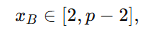 x_B ∈ [2, p − 2],